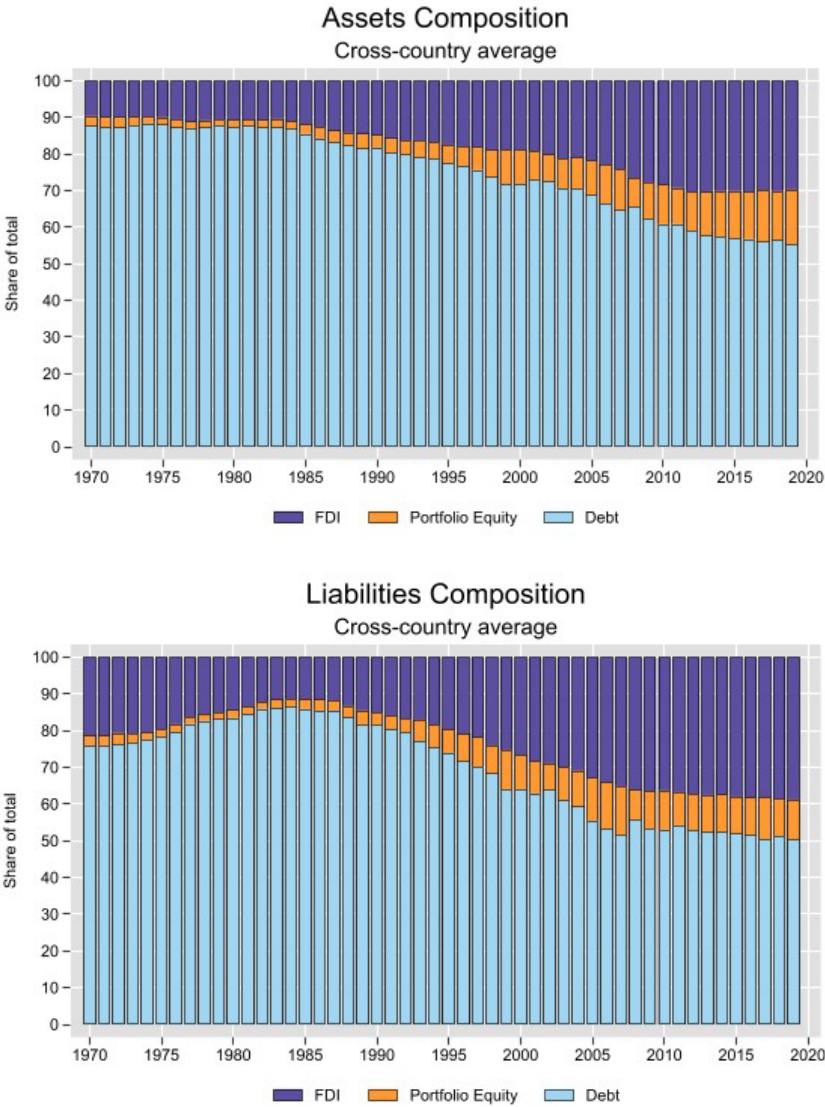 Assets Composition
Cross-country average
100
90
80
70
60
50
40
30
20
10
0
Share of total
1970 1975 1980 1985 1990 1995 2000 2005 2010 2015 2020
FDI Portfolio Equity Debt
Liabilities Composition
Cross-country average
100
90
80
70
60
50
40
30
20
10
0
Share of total
1970 1975 1980 1985 1990 1995 2000 2005 2010 2015 2020
FDI Portfolio Equity Debt